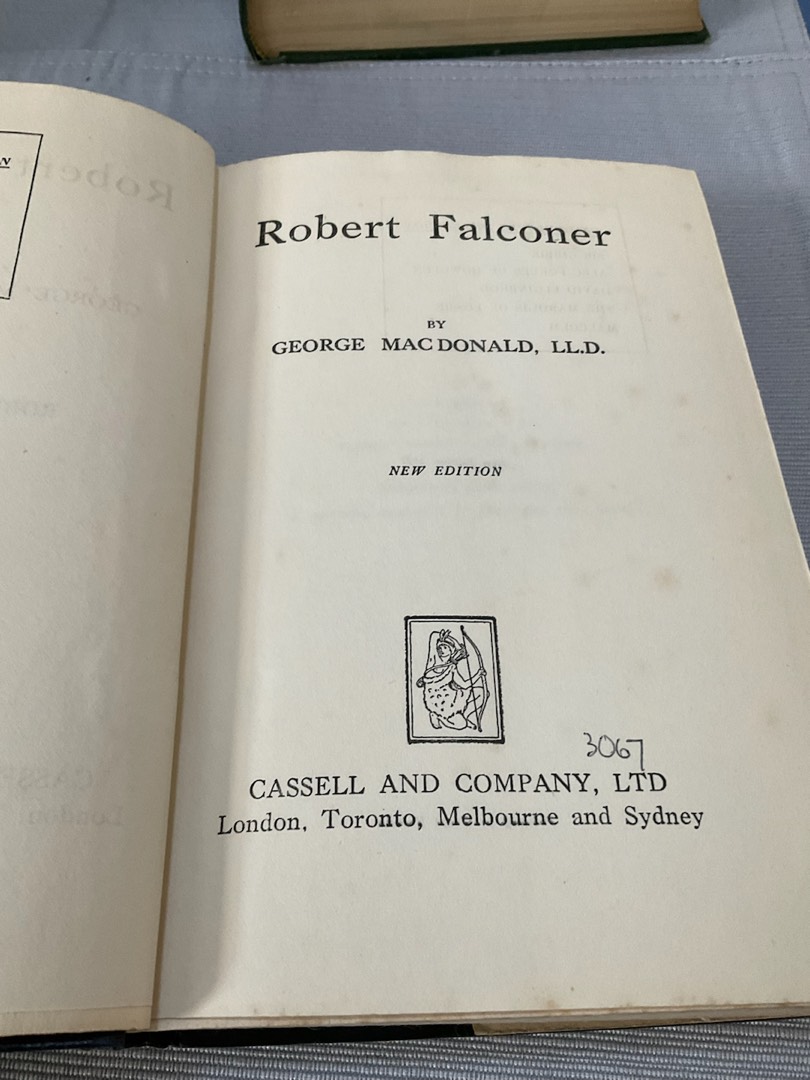 Robert Falconer
BY
GEORGE MACDONALD, LL.D.
NEW EDITION
3067
CASSELL AND COMPANY, LTD
London, Toronto, Melbourne and Sydney